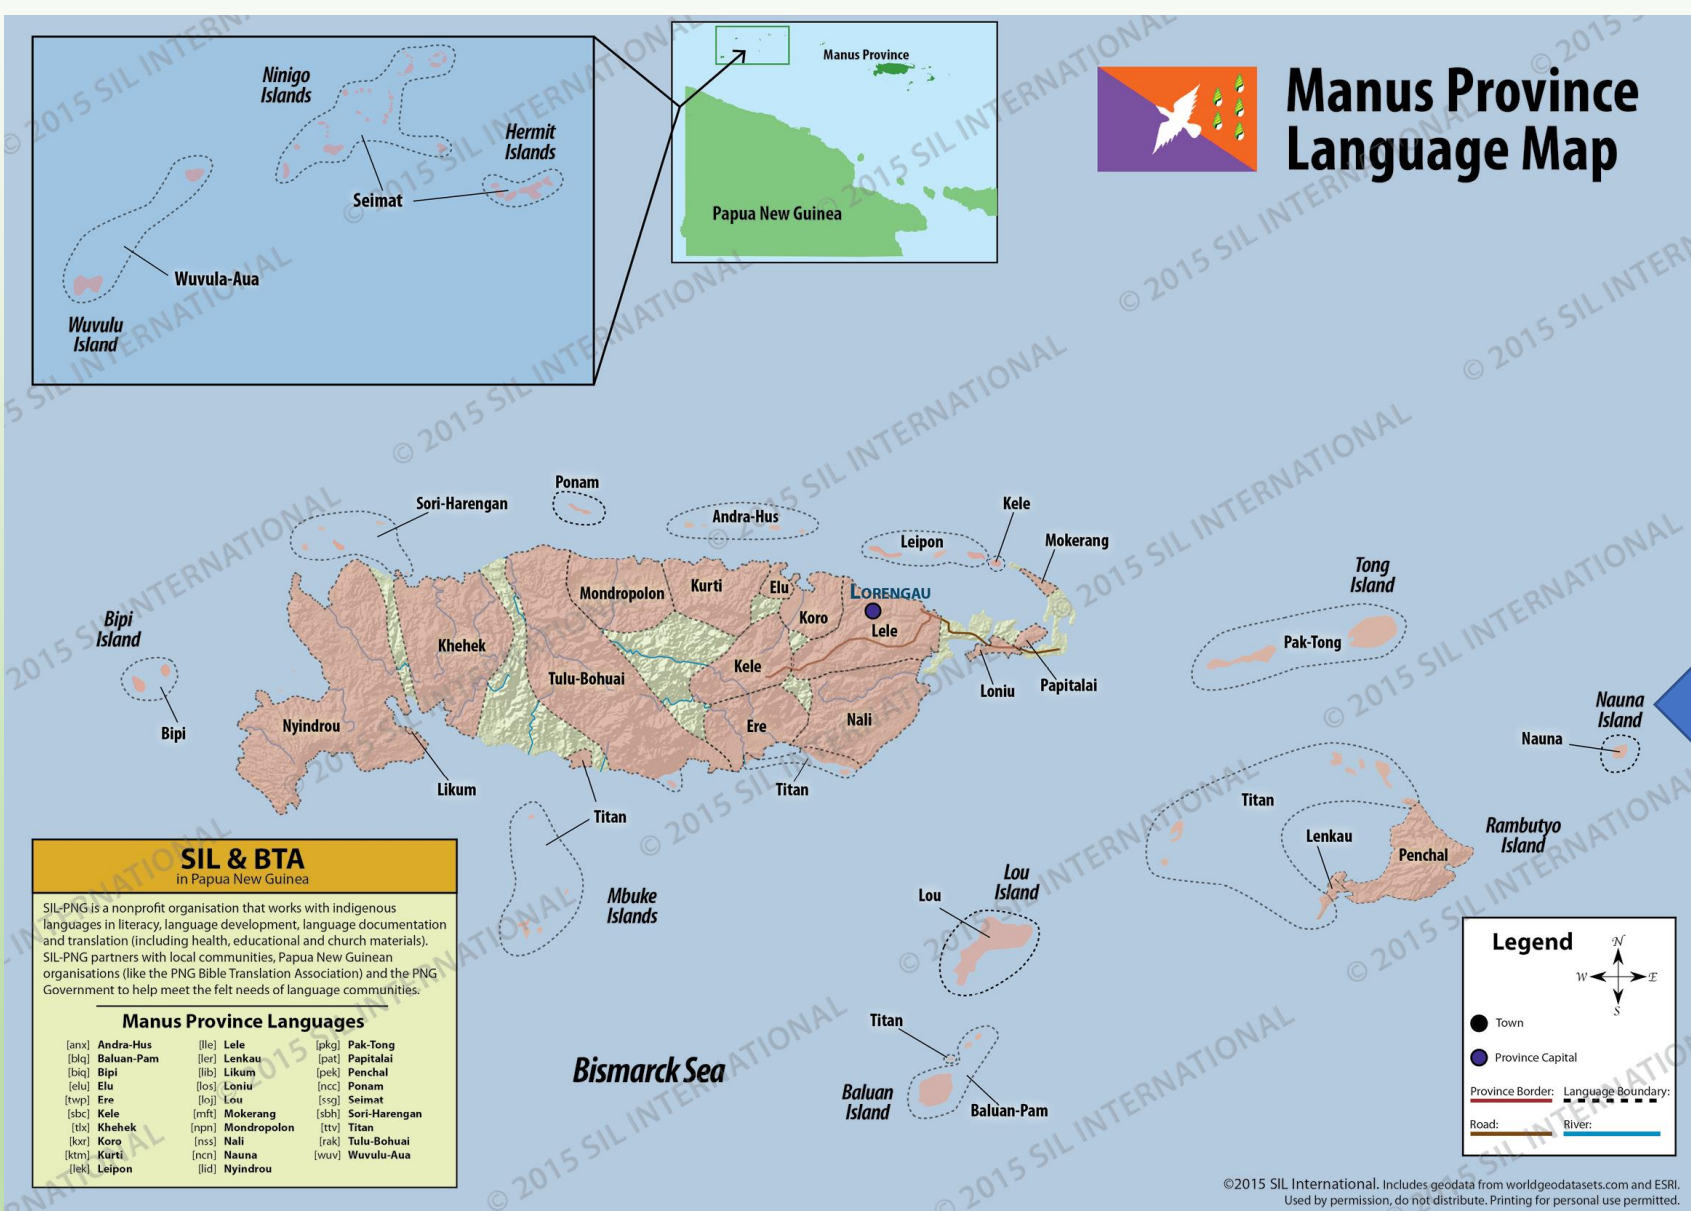 Manus Province
Language Map
Ninigo
Islands
Hermit
Islands
Seimat
Wuvula-Aua
Wuvulu
Island
Manus Province
Papua New Guinea
Sori-Harengan
Ponam
Andra-Hus
Leipon
Kele
Mokerang
Tong
Island
Pak-Tong
Bipi
Island
Bipi
Mondropolon
Kurti
Elu
Koro
LORENGAU
Lele
Khehek
Tulu-Bohuai
Kele
Loniu
Papitalai
Nyindrou
Ere
Nali
Nauna
Island
Nauna
Likum
Titan
Titan
Titan
Lenkau
Penchal
Rambutyo
Island
Mbuke
Islands
Lou
Island
Lou
Titan
Baluan
Island
Baluan-Pam
Bismarck Sea
SIL & BTA
in Papua New Guinea
SIL-PNG is a nonprofit organisation that works with indigenous
languages in literacy, language development, language documentation
and translation (including health, educational and church materials).
SIL-PNG partners with local communities, Papua New Guinean
organisations (like the PNG Bible Translation Association) and the PNG
Government to help meet the felt needs of language communities.
Manus Province Languages
[anx] Andra-Hus
[blq] Baluan-Pam
[biq] Bipi
[elu] Elu
[twp] Ere
[sbc] Kele
[tlx] Khehek
[kxr] Koro
[ktm] Kurti
[lek] Leipon
[lle] Lele
[ler] Lenkau
[lib] Likum
[los] Loniu
[loj] Lou
[mft] Mokerang
[npn] Mondropolon
[nss] Nali
[ncn] Nauna
[lid] Nyindrou
[pkg] Pak-Tong
[pat] Papitalai
[pek] Penchal
[ncc] Ponam
[ssg] Seimat
[sbh] Sori-Harengan
[ttv] Titan
[rak] Tulu-Bohuai
[wuv] Wuvulu-Aua
Legend
N
W E
S
Town
Province Capital
Province Border: Language Boundary:
Road: River:
©2015 SIL International. Includes geodata from worldgeodatasets.com and ESRI.
Used by permission, do not distribute. Printing for personal use permitted.
© 2015 SIL INTERNATIONAL